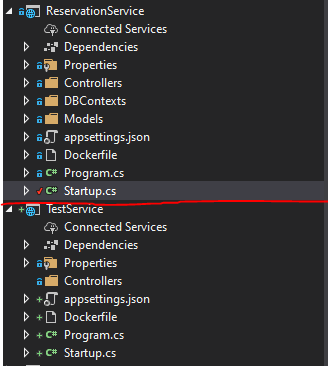 ReservationService
Connected Services
Dependencies
Properties
Controllers
DBContexts
Models
appsettings.json
Dockerfile
C# Program.cs
C# Startup.cs
TestService
Connected Services
Dependencies
Properties
Controllers
appsettings.json
Dockerfile
C# Program.cs
C# Startup.cs